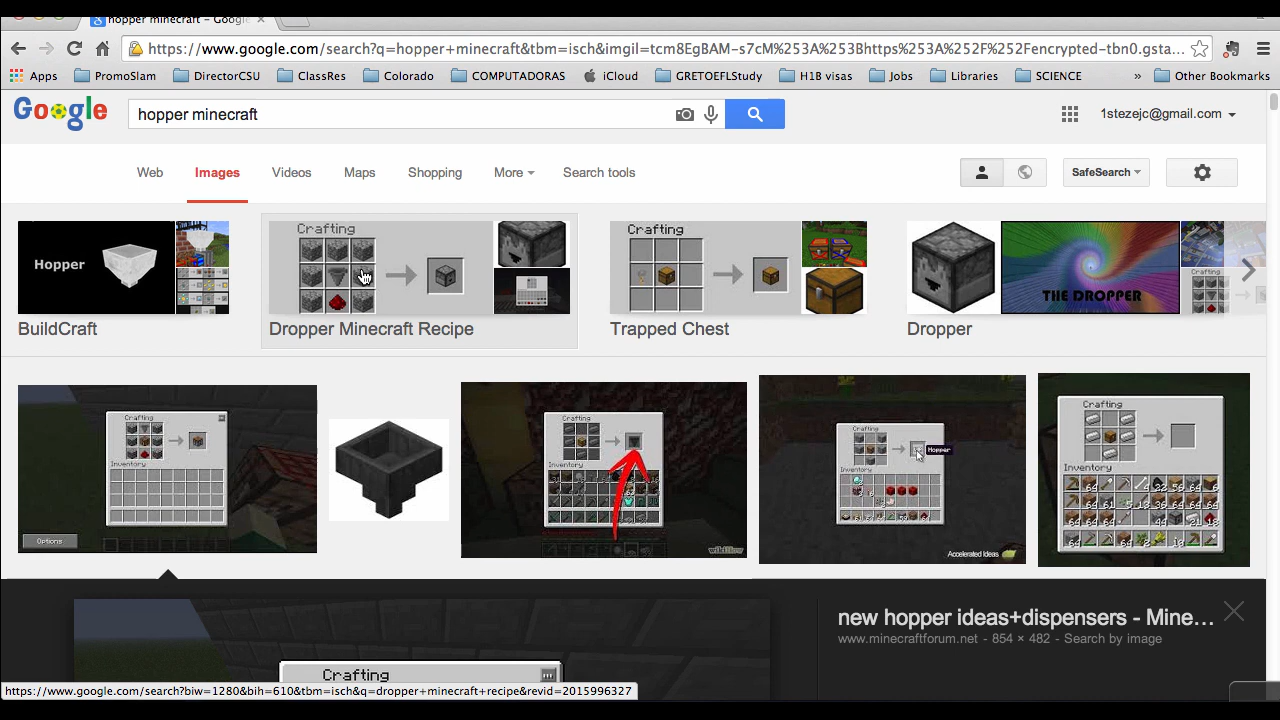 hopper minecraft - Google
https://www.google.com/search?q=hopper+minecraft&tbm=isch&imgil=tcm8EgBAM-s7cM%253A%253Bhttps%253A%252F%252Fencrypted-tbn0.gsta...
Apps PromoSlam DirectorCSU ClassRes Colorado COMPUTADORAS iCloud GRETCELStudy H1B visas Jobs Libraries SCIENCE » Other Bookmarks
Google hopper minecraft 1stezejc@gmail.com
Web Images Videos Maps Shopping More Search tools SafeSearch
Hopper Crafting Crafting THE DROPPER Crafting
BuildCraft Dropper Minecraft Recipe Trapped Chest Dropper
Crafting
Inventory
Options
Crafting
Inventory
wikiHow
Crafting
Hopper
Inventory
Accelerated Ideas
Crafting
Inventory
new hopper ideas+dispensers - Mine...
www.minecraftforum.net - 854 × 482 - Search by image
Crafting
https://www.google.com/search?biw=1280&bih=610&tbm=isch&q=dropper+minecraft+recipe&revid=2015996327